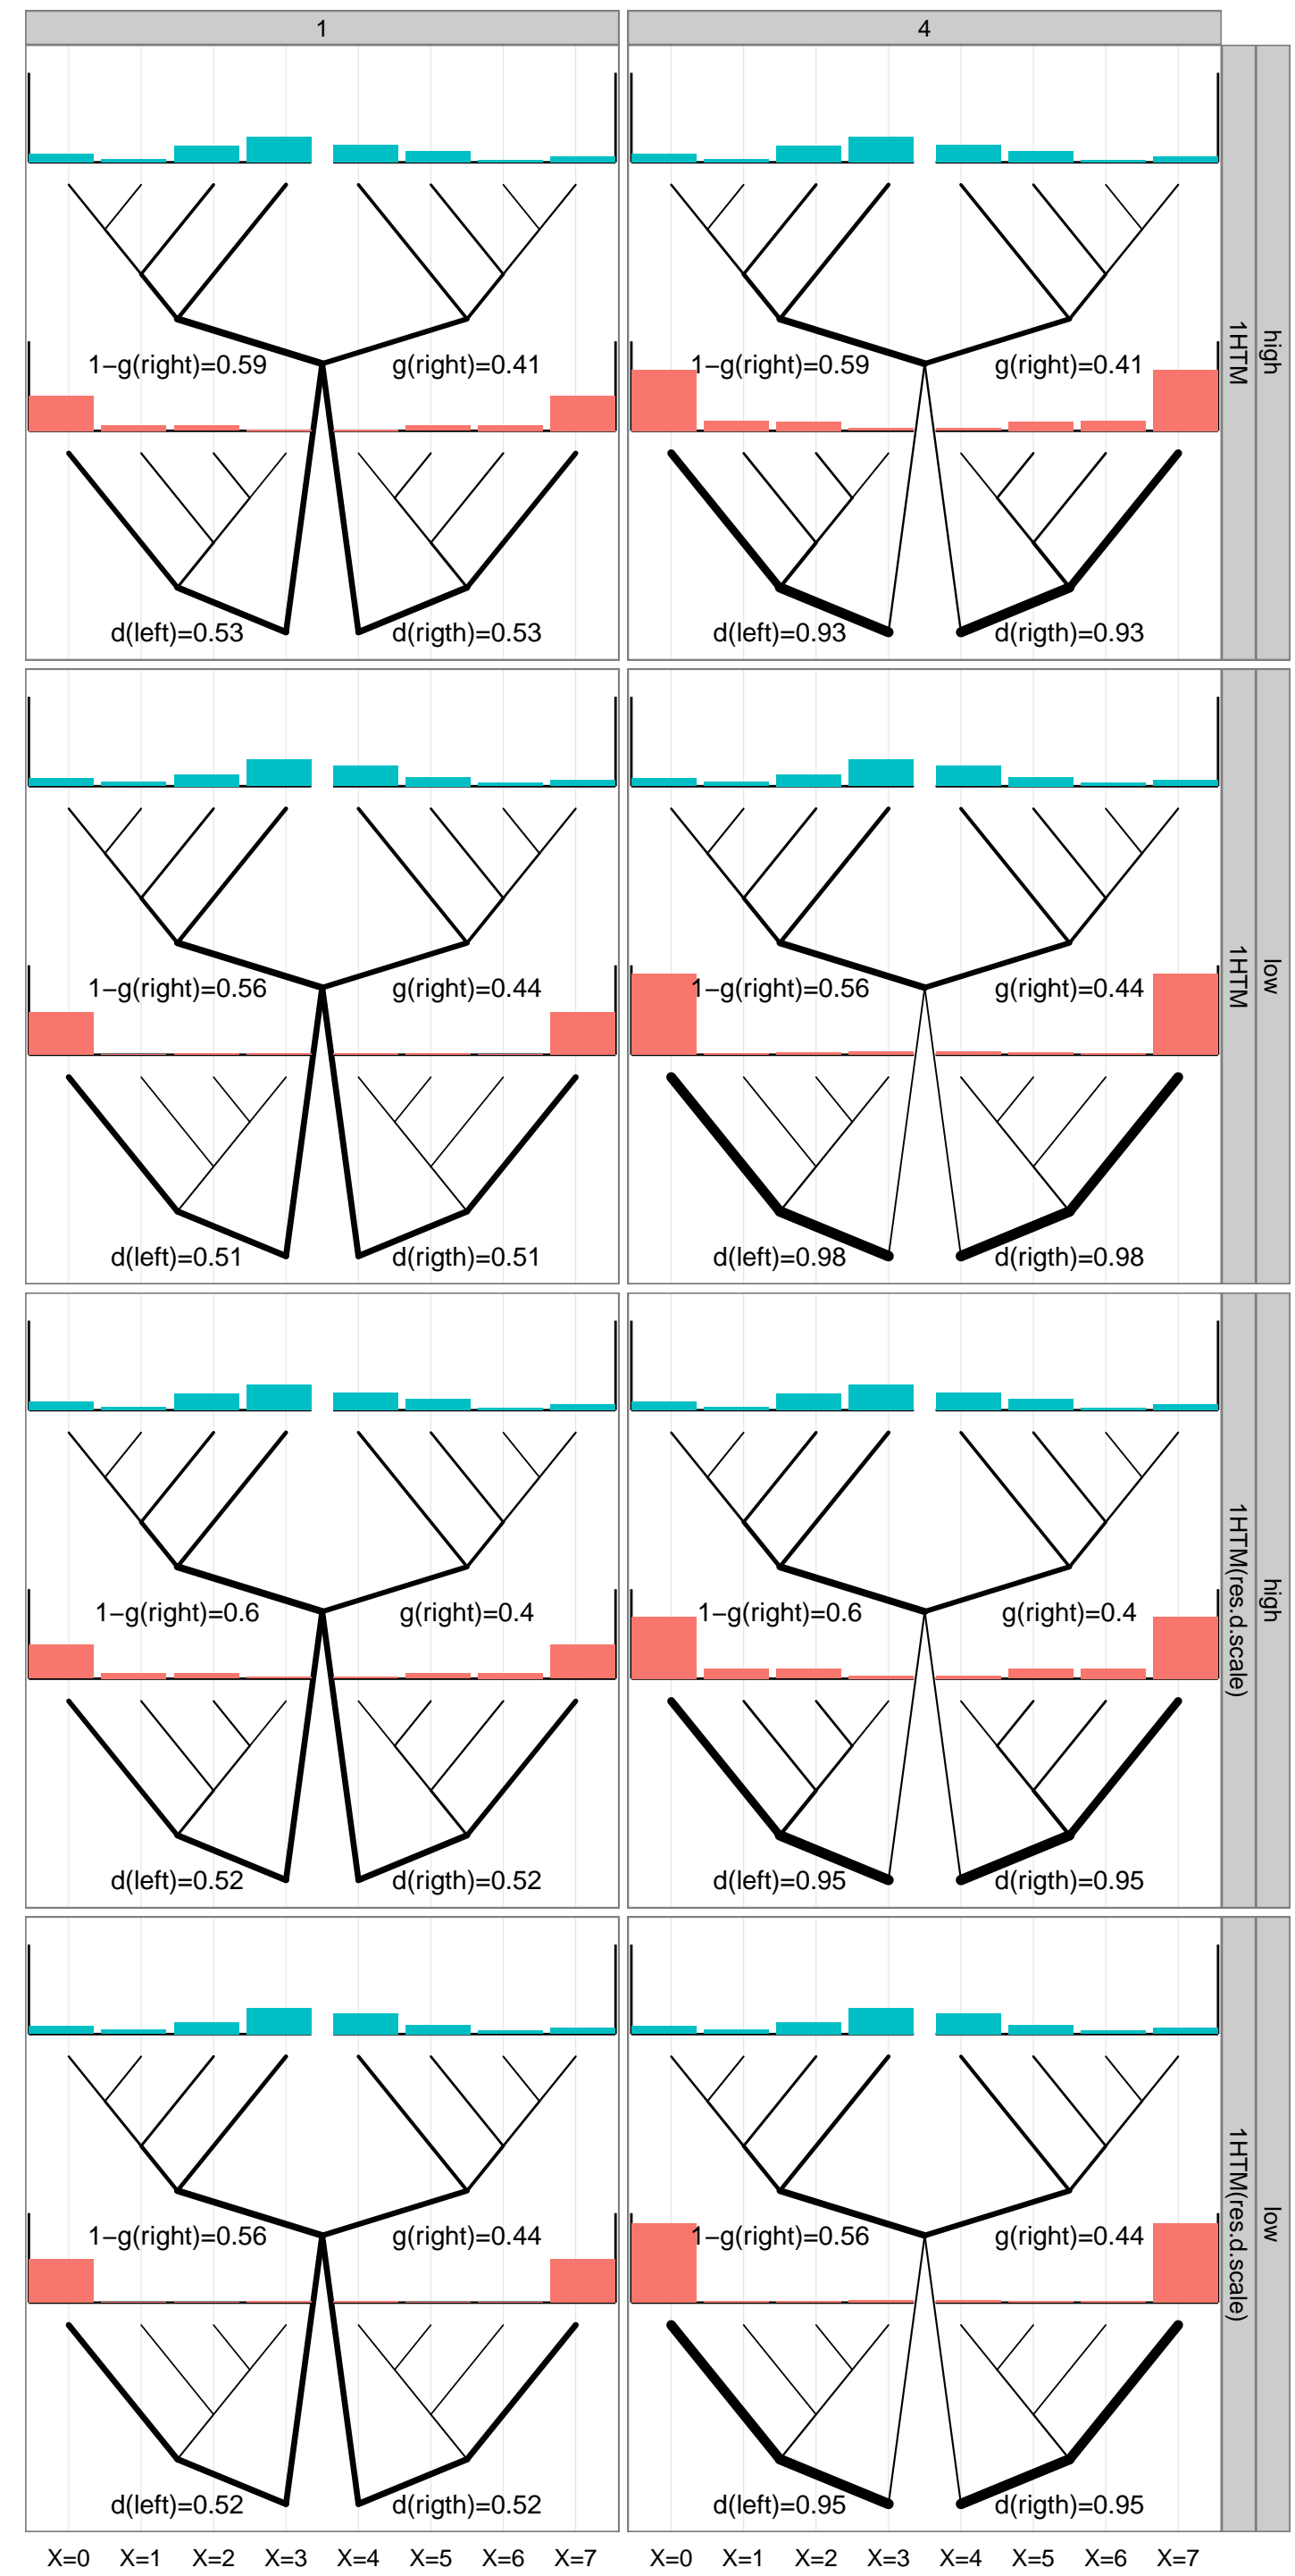 1 4
1−g(right)=0.59 g(right)=0.41 1−g(right)=0.59 g(right)=0.41
d(left)=0.53 d(rigth)=0.53 d(left)=0.93 d(rigth)=0.93
1HTM
high
1−g(right)=0.56 g(right)=0.44 1−g(right)=0.56 g(right)=0.44
d(left)=0.51 d(rigth)=0.51 d(left)=0.98 d(rigth)=0.98
1HTM
low
1−g(right)=0.6 g(right)=0.4 1−g(right)=0.6 g(right)=0.4
d(left)=0.52 d(rigth)=0.52 d(left)=0.95 d(rigth)=0.95
1HTM(res.d.scale)
high
1−g(right)=0.56 g(right)=0.44 1−g(right)=0.56 g(right)=0.44
d(left)=0.52 d(rigth)=0.52 d(left)=0.95 d(rigth)=0.95
1HTM(res.d.scale)
low
X=0 X=1 X=2 X=3 X=4 X=5 X=6 X=7 X=0 X=1 X=2 X=3 X=4 X=5 X=6 X=7